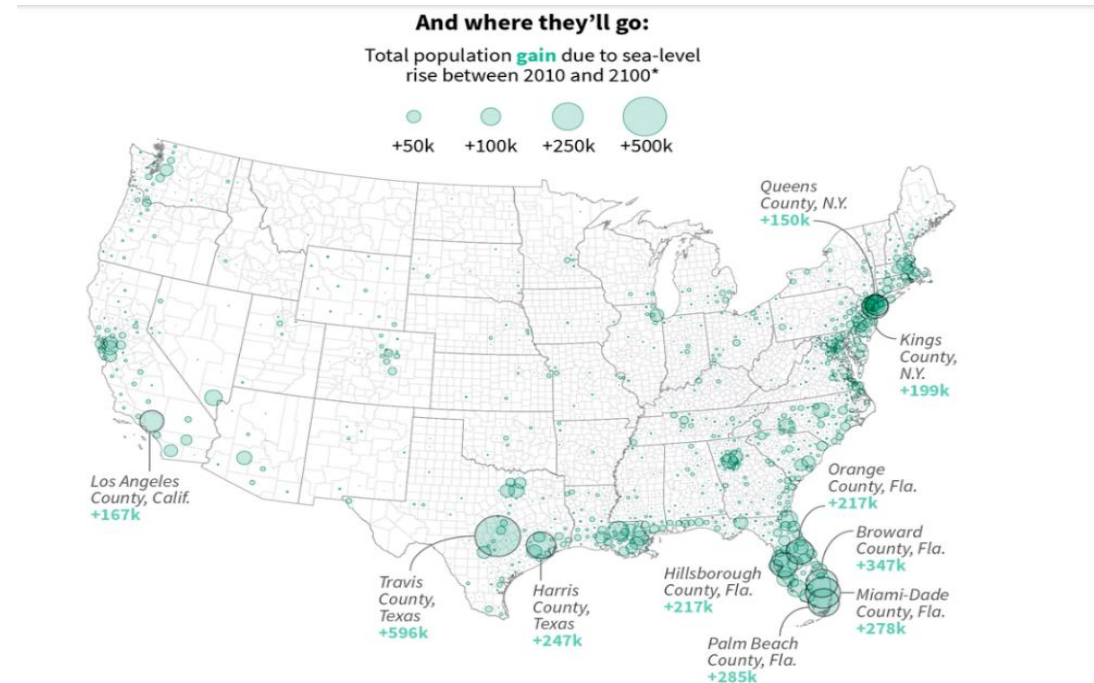 And where they'll go:
Total population gain due to sea-level
rise between 2010 and 2100*
+50k
+100k
+250k
+500k
Queens
County, N.Y.
+150k
Kings
County,
N.Y.
+199k
Los Angeles
County, Calif.
+167k
Orange
County, Fla.
+217k
Broward
County, Fla.
+347k
Travis
County,
Texas
+596k
Harris
County,
Texas
+247k
Hillsborough
County, Fla.
+217k
Miami-Dade
County, Fla.
+278k
Palm Beach
County, Fla.
+285k